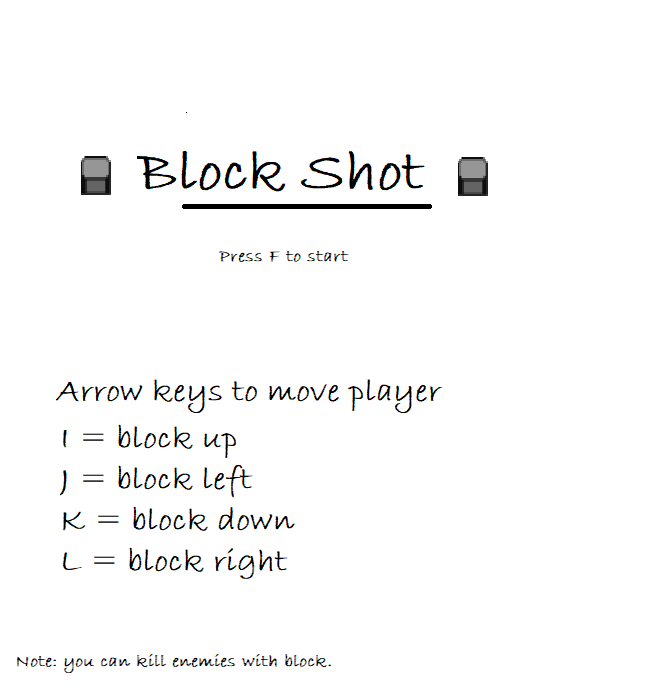 Block Shot
Press F to start
Arrow keys to move player
I = block up
J = block left
K = block down
L = block right
Note: you can kill enemies with block.